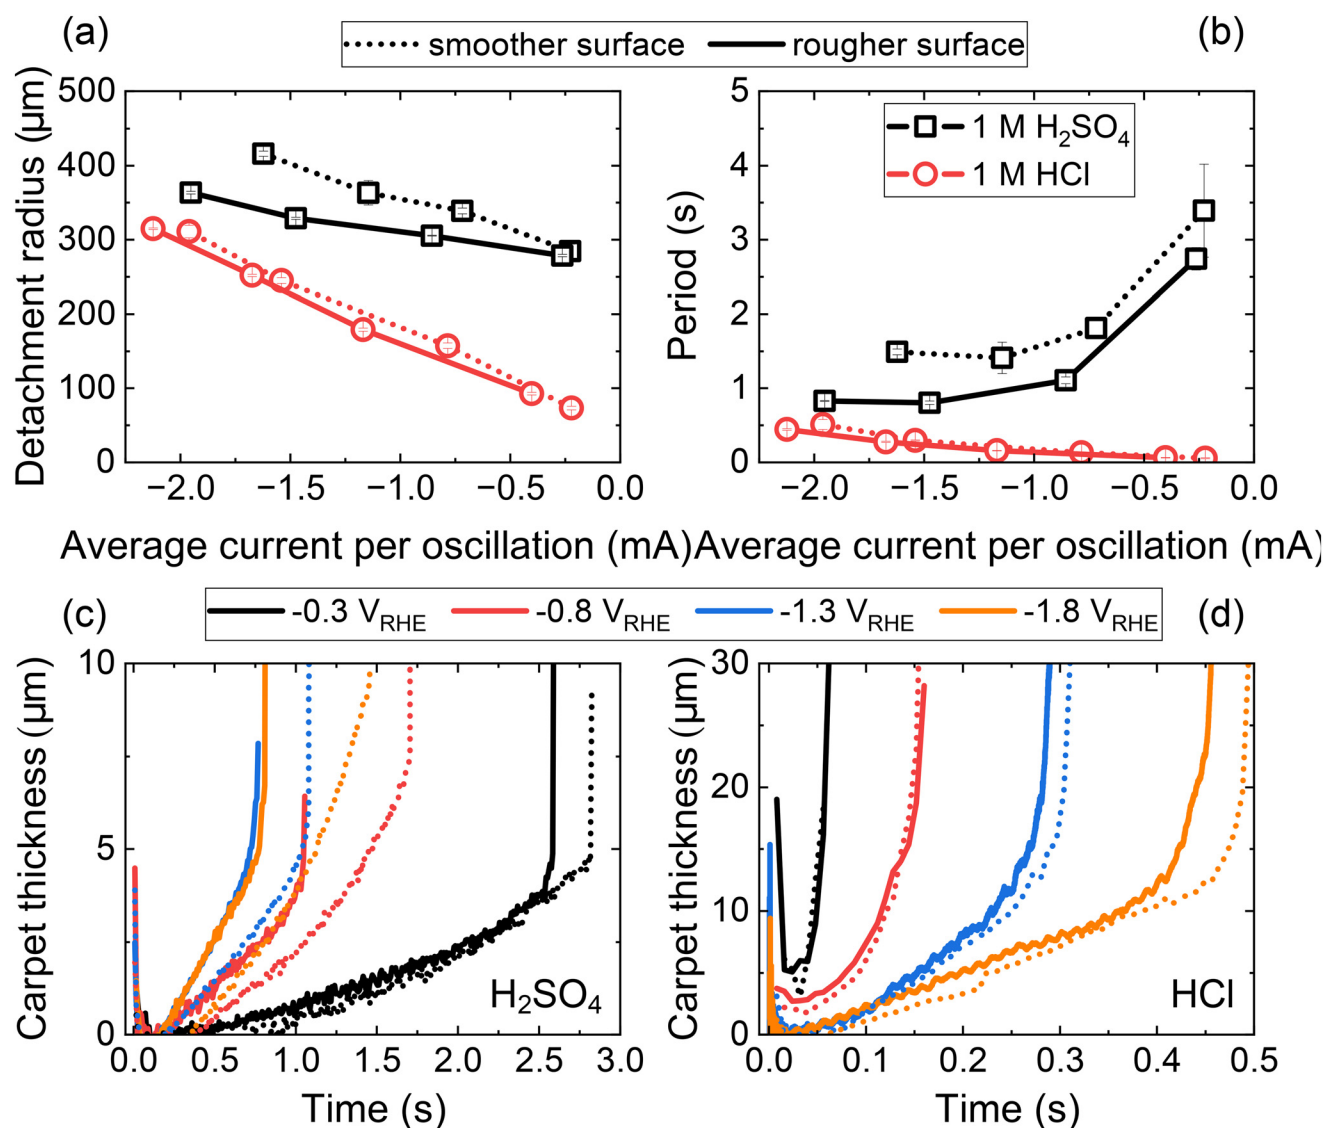 (a)
smoother surface
rougher surface
(b)
Detachment radius (μm)
500
400
300
200
100
0
−2.0
−1.5
−1.0
−0.5
0.0
Average current per oscillation (mA)
Period (s)
5
4
3
2
1
0
1 M H₂SO₄
1 M HCl
−2.0
−1.5
−1.0
−0.5
0.0
Average current per oscillation (mA)
(c)
-0.3 V_RHE
-0.8 V_RHE
-1.3 V_RHE
-1.8 V_RHE
(d)
Carpet thickness (μm)
10
5
0
H₂SO₄
0.0
0.5
1.0
1.5
2.0
2.5
3.0
Time (s)
Carpet thickness (μm)
30
20
10
0
HCl
0.0
0.1
0.2
0.3
0.4
0.5
Time (s)